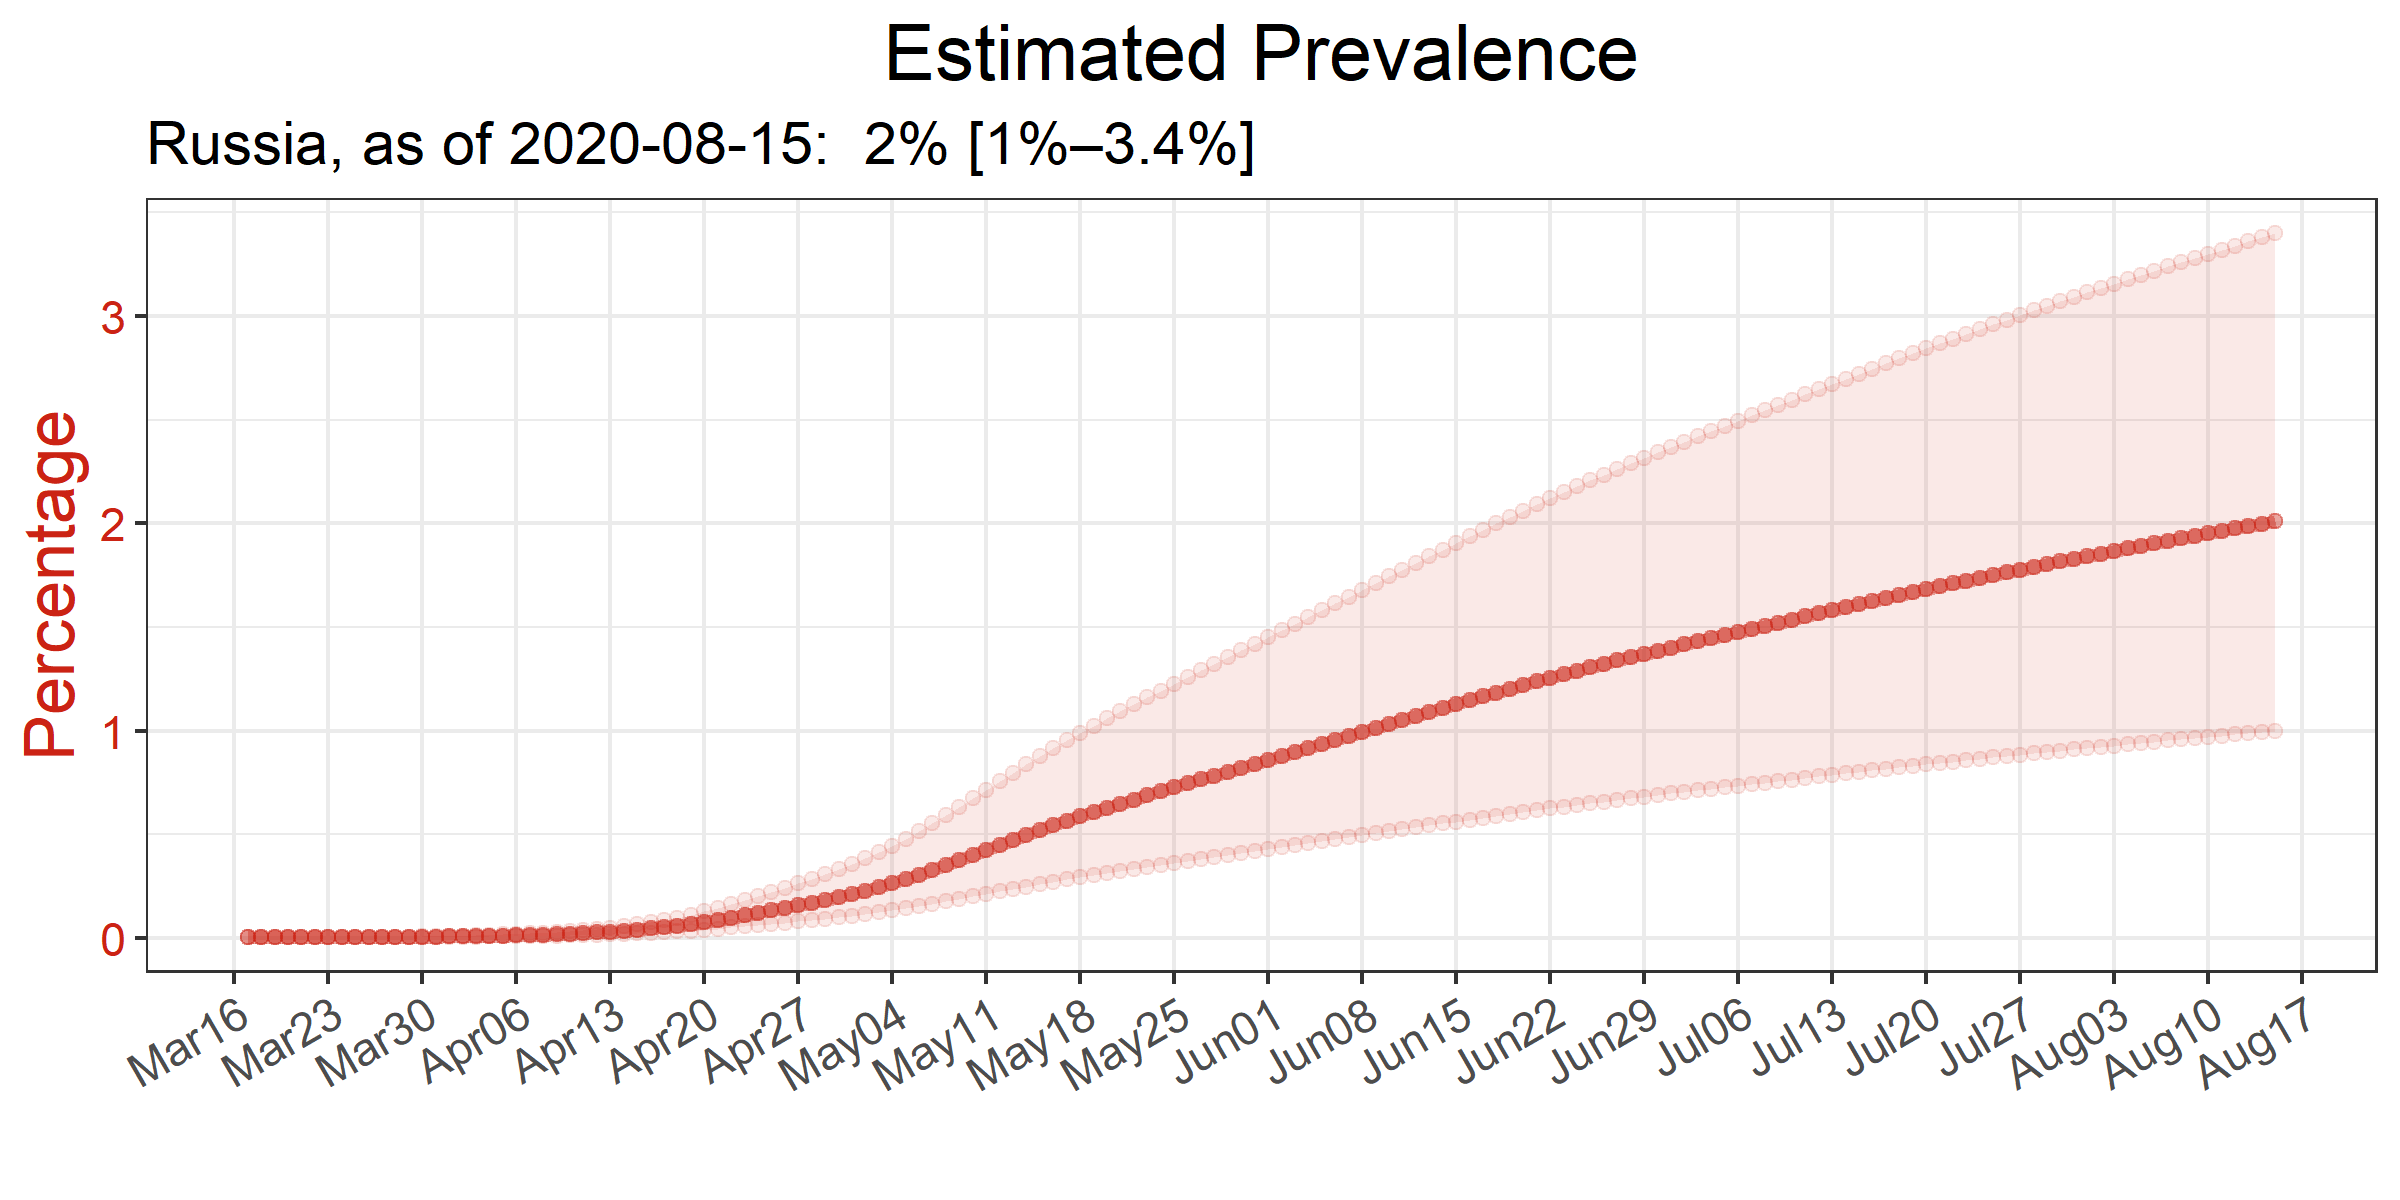 Estimated Prevalence
Russia, as of 2020-08-15:  2% [1%–3.4%]
Percentage
3
2
1
0
Mar16
Mar23
Mar30
Apr06
Apr13
Apr20
Apr27
May04
May11
May18
May25
Jun01
Jun08
Jun15
Jun22
Jun29
Jul06
Jul13
Jul20
Jul27
Aug03
Aug10
Aug17